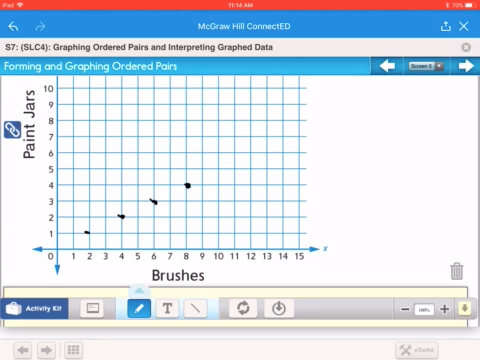 iPad
11:14 AM
70%
McGraw Hill ConnectED
S7: (SLC4): Graphing Ordered Pairs and Interpreting Graphed Data
Forming and Graphing Ordered Pairs
Screen 5
Paint Jars
10
9
8
7
6
5
4
3
2
1
0 1 2 3 4 5 6 7 8 9 10 11 12 13 14 15
x
Brushes
Activity Kit
T
100%
eToolkit